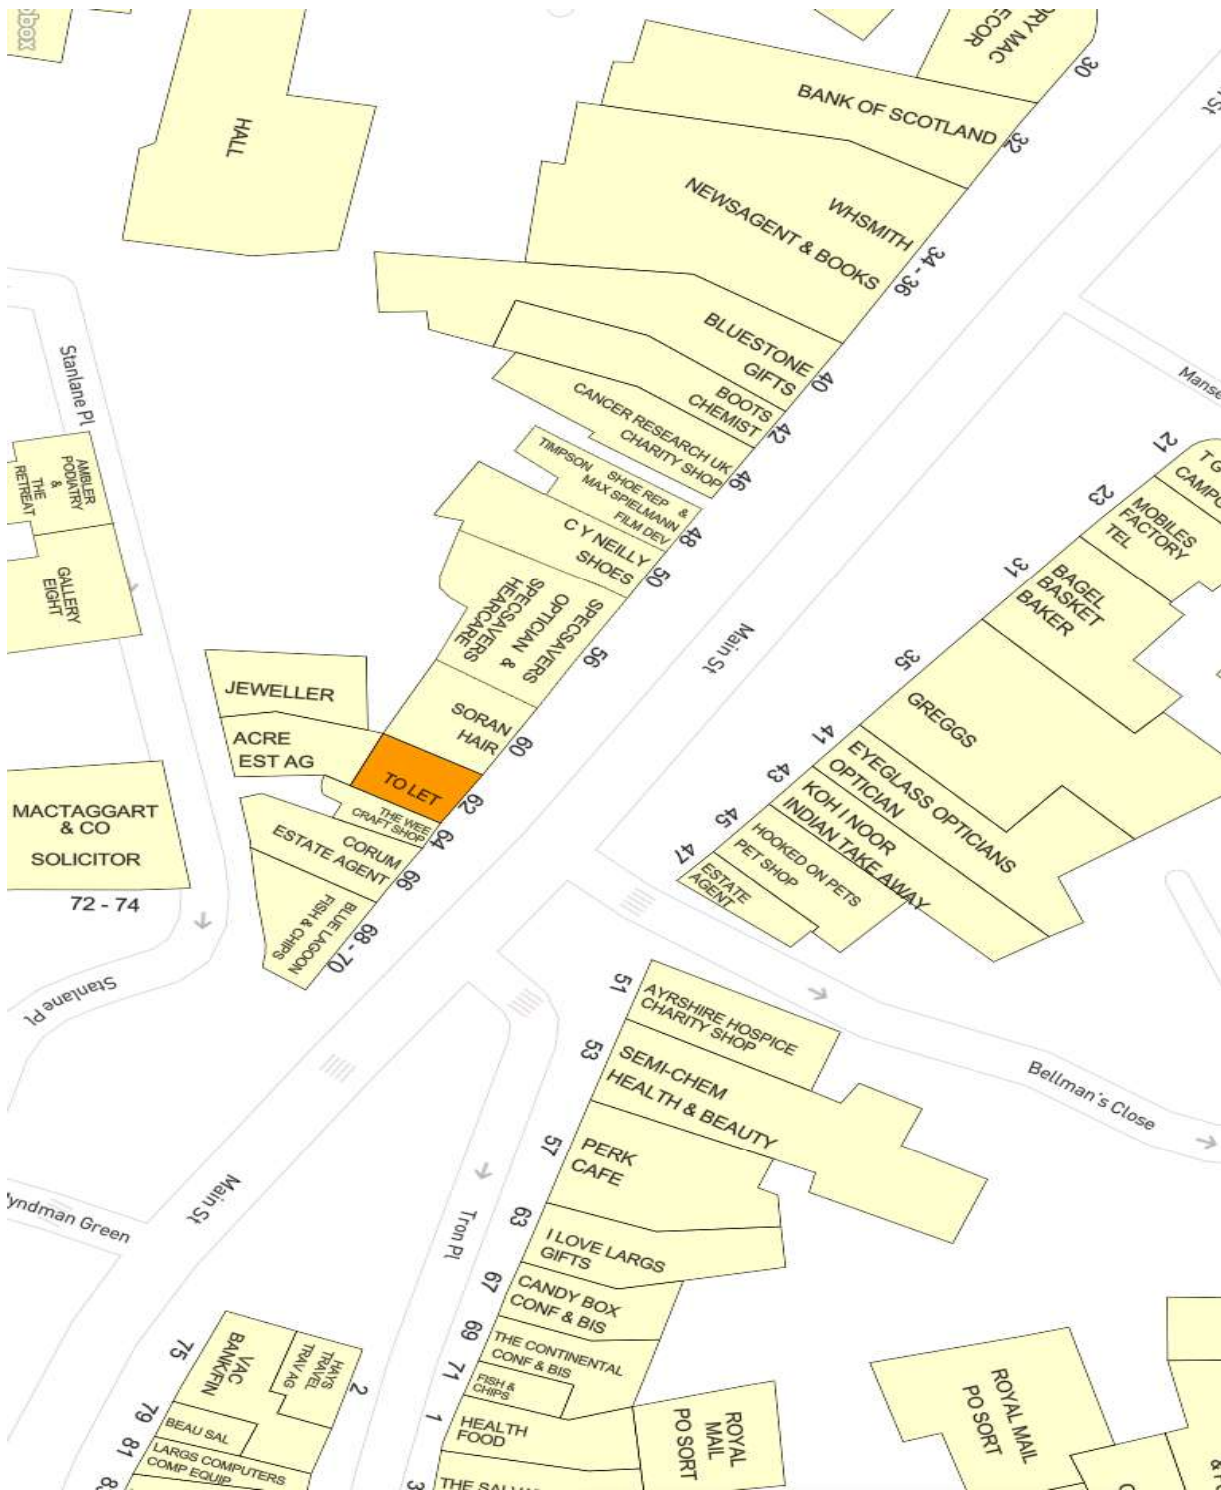 30
BANK OF SCOTLAND
32
HALL
WHSMITH
NEWSAGENT & BOOKS
34 - 36
BLUESTONE
GIFTS
40
BOOTS
CHEMIST
42
CANCER RESEARCH UK
CHARITY SHOP
46
TIMPSON SHOE REP &
MAX SPIELMANN
FILM DEV
48
C Y NEILLY
SHOES
50
SPECSAVERS
OPTICIAN &
SPECSAVERS
HEARCARE
56
SORAN
HAIR
60
TO LET
62
THE WEE
CRAFT SHOP
64
CORUM
ESTATE AGENT
66
BLUE LAGOON
FISH & CHIPS
68 - 70
JEWELLER
ACRE
EST AG
MACTAGGART
& CO
SOLICITOR
72 - 74
Stanlane Pl
AMBLER
PODIATRY
&
THE
RETREAT
GALLERY
EIGHT
Stanlane Pl
Main St
21
23
MOBILES
FACTORY
TEL
31
BAGEL
BASKET
BAKER
35
GREGGS
41
EYEGLASS OPTICIANS
OPTICIAN
43
KOH I NOOR
INDIAN TAKE AWAY
45
HOOKED ON PETS
PET SHOP
47
ESTATE
AGENT
51
AYRSHIRE HOSPICE
CHARITY SHOP
53
SEMI-CHEM
HEALTH & BEAUTY
57
PERK
CAFE
63
I LOVE LARGS
GIFTS
67
CANDY BOX
CONF & BIS
69
THE CONTINENTAL
CONF & BIS
71
FISH &
CHIPS
1
HEALTH
FOOD
3
ROYAL
MAIL
PO SORT
ROYAL MAIL
PO SORT
Bellman's Close
Tron Pl
Main St
yndman Green
75
VAC
BANK/FIN
HAYS
TRAVEL
TRAV AG
2
79
BEAU SAL
81
LARGS COMPUTERS
COMP EQUIP